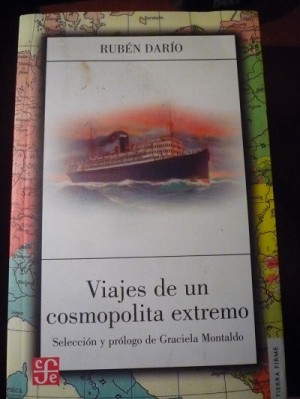 RUBÉN DARÍO
Viajes de un
cosmopolita extremo
Selección y prólogo de Graciela Montaldo
TIERRA FIRME